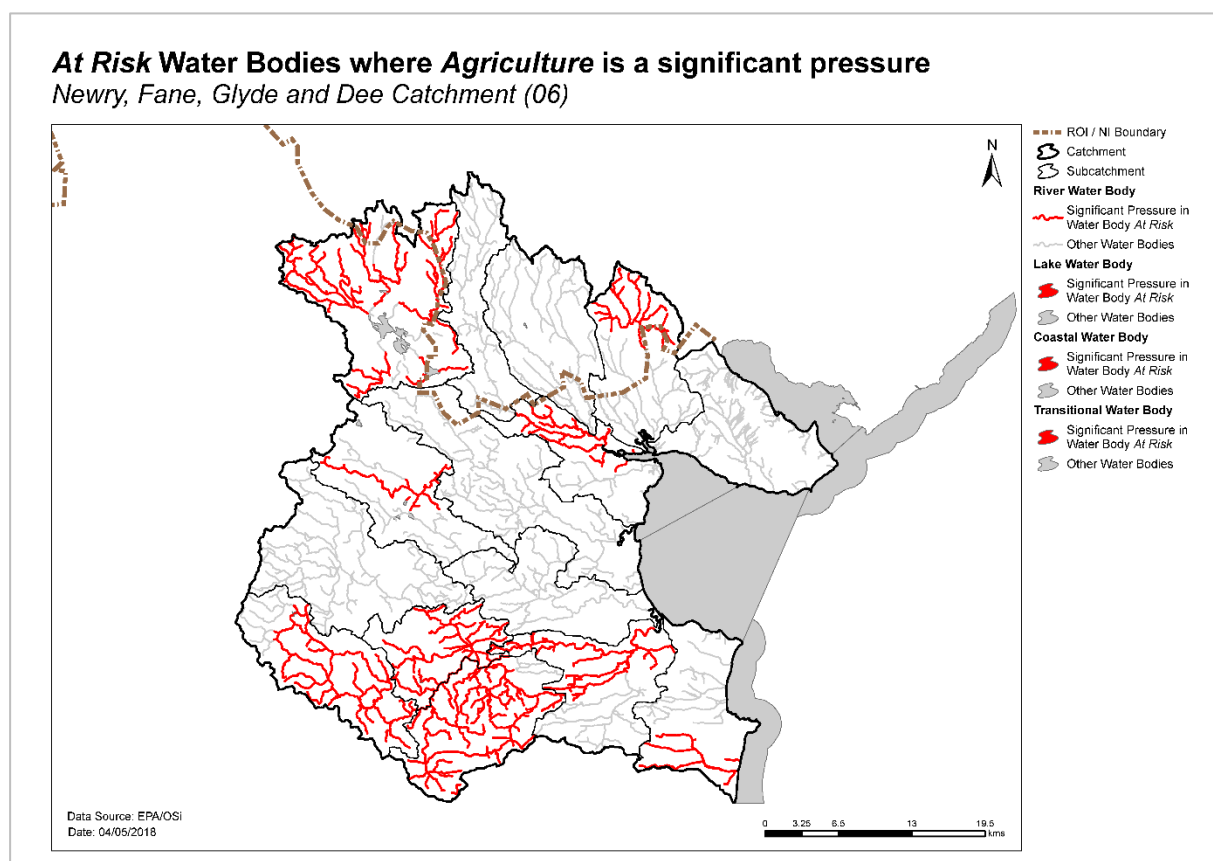 At Risk Water Bodies where Agriculture is a significant pressure
Newry, Fane, Glyde and Dee Catchment (06)
N
ROI / NI Boundary
Catchment
Subcatchment
River Water Body
Significant Pressure in
Water Body At Risk
Other Water Bodies
Lake Water Body
Significant Pressure in
Water Body At Risk
Other Water Bodies
Coastal Water Body
Significant Pressure in
Water Body At Risk
Other Water Bodies
Transitional Water Body
Significant Pressure in
Water Body At Risk
Other Water Bodies
Data Source: EPA/OSi
Date: 04/05/2018
0 3.25 6.5 13 19.5
kms